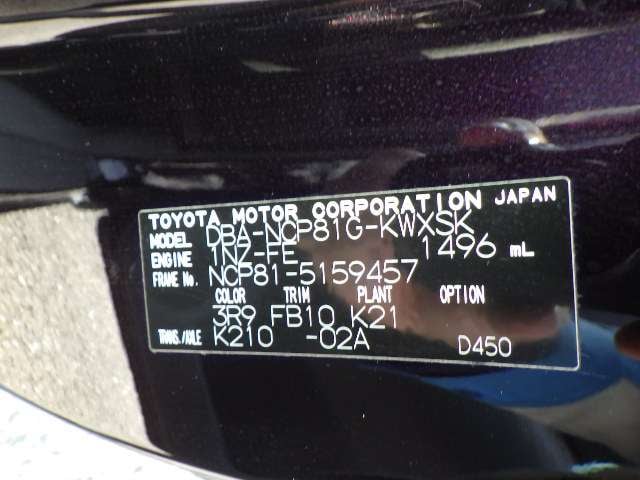 TOYOTA MOTOR CORPORATION JAPAN
MODEL DBA-NCP81G-KWXSK
ENGINE 1NZ-FE 1496 mL
FRAME No. NCP81-5159457
COLOR TRIM PLANT OPTION
3R9 FB10 K21
TRANS./AXLE K210 -02A D450